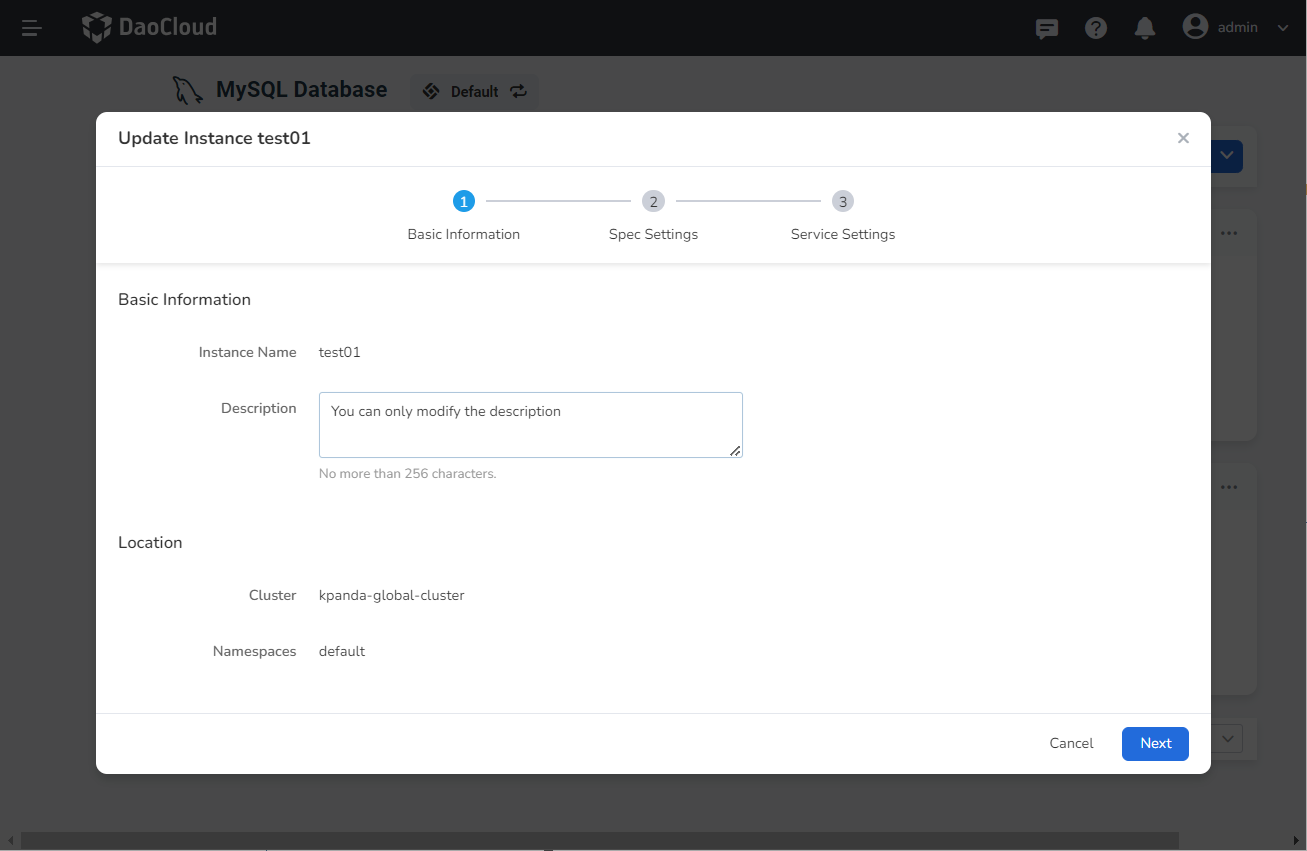 DaoCloud
admin
MySQL Database
Default
Update Instance test01
1
2
3
Basic Information
Spec Settings
Service Settings
Basic Information
Instance Name
test01
Description
You can only modify the description
No more than 256 characters.
Location
Cluster
kpanda-global-cluster
Namespaces
default
Cancel
Next